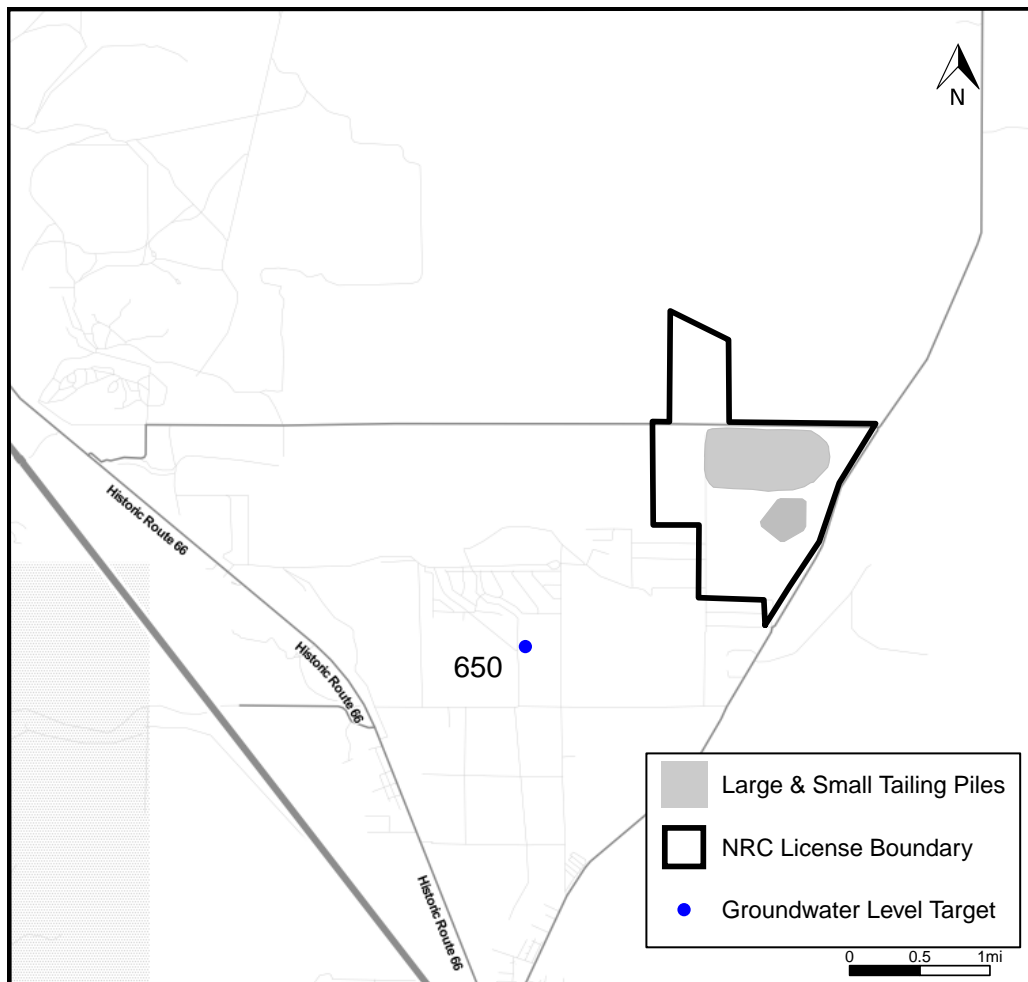 N
Historic Route 66
Historic Route 66
650
Historic Route 66
Large & Small Tailing Piles
NRC License Boundary
Groundwater Level Target
0 0.5 1mi